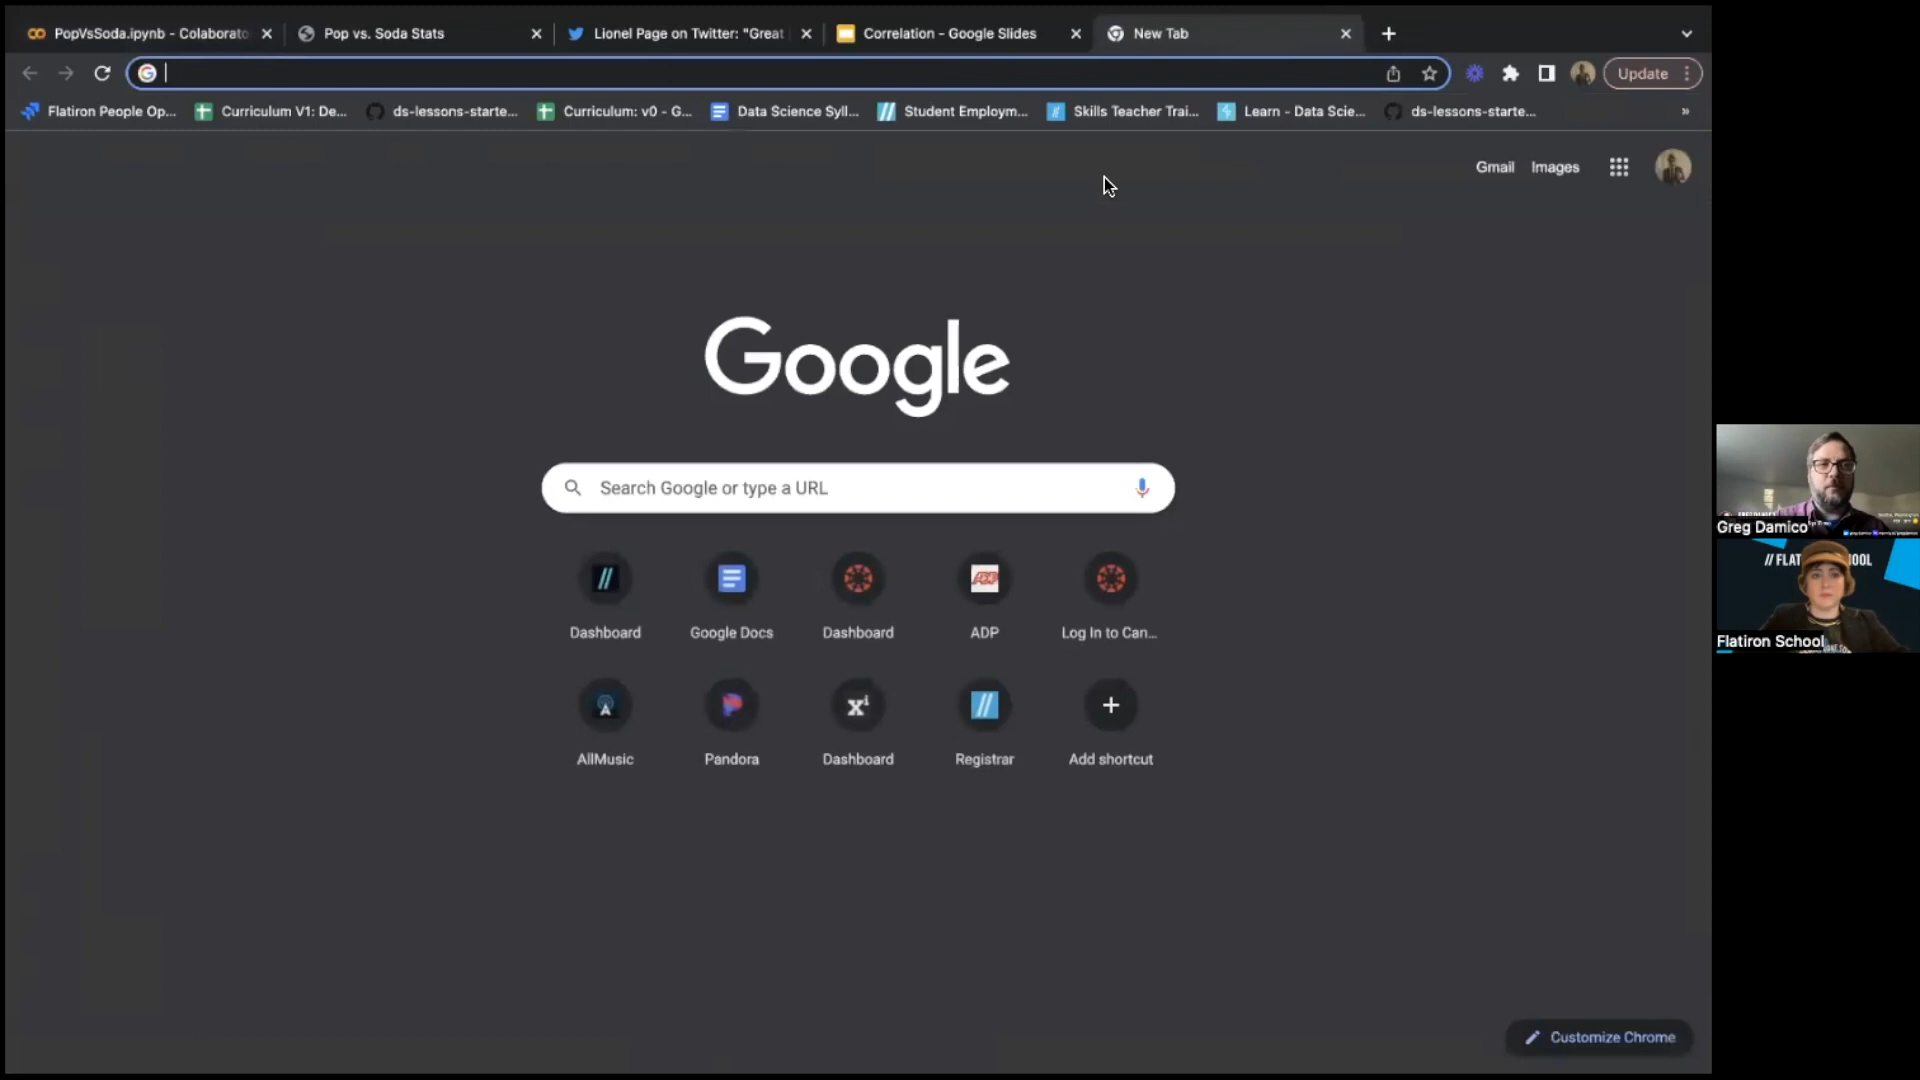 PopVsSoda.ipynb - Colaborato
Pop vs. Soda Stats
Lionel Page on Twitter: "Great
Correlation - Google Slides
New Tab
Update
Flatiron People Op...
Curriculum V1: De...
ds-lessons-starte...
Curriculum: v0 - G...
Data Science Syll...
Student Employm...
Skills Teacher Trai...
Learn - Data Scie...
ds-lessons-starte...
Gmail
Images
Google
Search Google or type a URL
Dashboard
Google Docs
Dashboard
ADP
Log In to Can...
AllMusic
Pandora
Dashboard
Registrar
Add shortcut
Customize Chrome
Greg Damico
Flatiron School